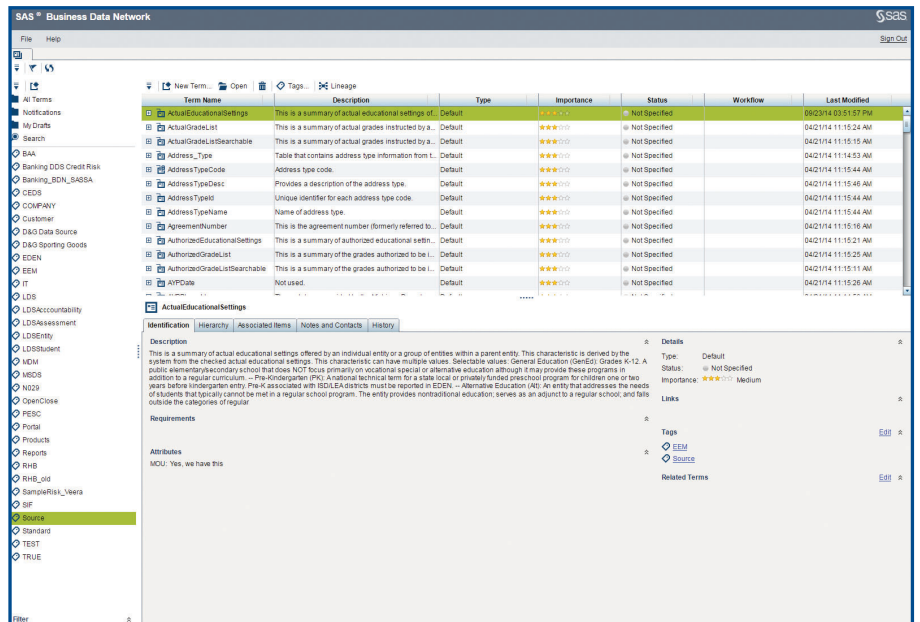 SAS ® Business Data Network
sas
File Help
Sign Out
New Term... Open Tags... Lineage
All Terms
Notifications
My Drafts
Search
BAA
Banking DDS Credit Risk
Banking_BDN_SASSA
CEDS
COMPANY
Customer
D&G Data Source
D&G Sporting Goods
EDEN
EEM
IT
LDS
LDSAcccountability
LDSAssessment
LDSEntity
LDSStudent
MDM
MSDS
N029
OpenClose
PESC
Portal
Products
Reports
RHB
RHB_old
SampleRisk_Veera
SIF
Source
Standard
TEST
TRUE
Filter
Term Name Description Type Importance Status Workflow Last Modified
ActualEducationalSettings This is a summary of actual educational settings of... Default Not Specified 09/23/14 03:51:57 PM
ActualGradeList This is a summary of actual grades instructed by a... Default Not Specified 04/21/14 11:15:24 AM
ActualGradeListSearchable This is a summary of actual grades instructed by a... Default Not Specified 04/21/14 11:15:15 AM
Address_Type Table that contains address type information from t... Default Not Specified 04/21/14 11:14:53 AM
AddressTypeCode Address type code. Default Not Specified 04/21/14 11:15:44 AM
AddressTypeDesc Provides a description of the address type. Default Not Specified 04/21/14 11:15:46 AM
AddressTypeId Unique identifier for each address type code. Default Not Specified 04/21/14 11:15:44 AM
AddressTypeName Name of address type. Default Not Specified 04/21/14 11:15:44 AM
AgreementNumber This is the agreement number (formerly referred to... Default Not Specified 04/21/14 11:15:16 AM
AuthorizedEducationalSettings This is a summary of authorized educational settin... Default Not Specified 04/21/14 11:15:21 AM
AuthorizedGradeList This is a summary of the grades authorized to be i... Default Not Specified 04/21/14 11:15:25 AM
AuthorizedGradeListSearchable This is a summary of the grades authorized to be i... Default Not Specified 04/21/14 11:15:11 AM
AYPDate Not used. Default Not Specified 04/21/14 11:15:26 AM
ActualEducationalSettings
Identification Hierarchy Associated Items Notes and Contacts History
Description
This is a summary of actual educational settings offered by an individual entity or a group of entities within a parent entity. This characteristic is derived by the
system from the checked actual educational settings. This characteristic can have multiple values. Selectable values: General Education (GenEd): Grades K-12. A
public elementary/secondary school that does NOT focus primarily on vocational special or alternative education although it may provide these programs in
addition to a regular curriculum. -- Pre-Kindergarten (PK): A national technical term for a state local or privately funded preschool program for children one or two
years before kindergarten entry. Pre-K associated with ISD/LEA districts must be reported in EDEN. -- Alternative Education (Alt): An entity that addresses the needs
of students that typically cannot be met in a regular school program. The entity provides nontraditional education; serves as an adjunct to a regular school; and falls
outside the categories of regular
Requirements
Attributes
MOU: Yes, we have this
Details
Type: Default
Status: Not Specified
Importance: Medium
Links
Tags Edit
EEM
Source
Related Terms Edit